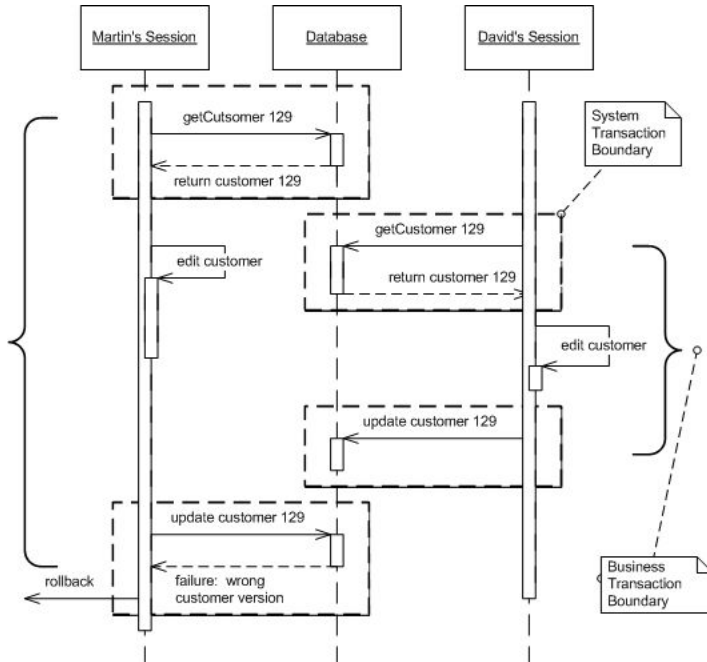 Martin's Session
Database
David's Session
getCutsomer 129
return customer 129
System
Transaction
Boundary
getCustomer 129
return customer 129
edit customer
edit customer
update customer 129
update customer 129
failure: wrong
customer version
rollback
Business
Transaction
Boundary